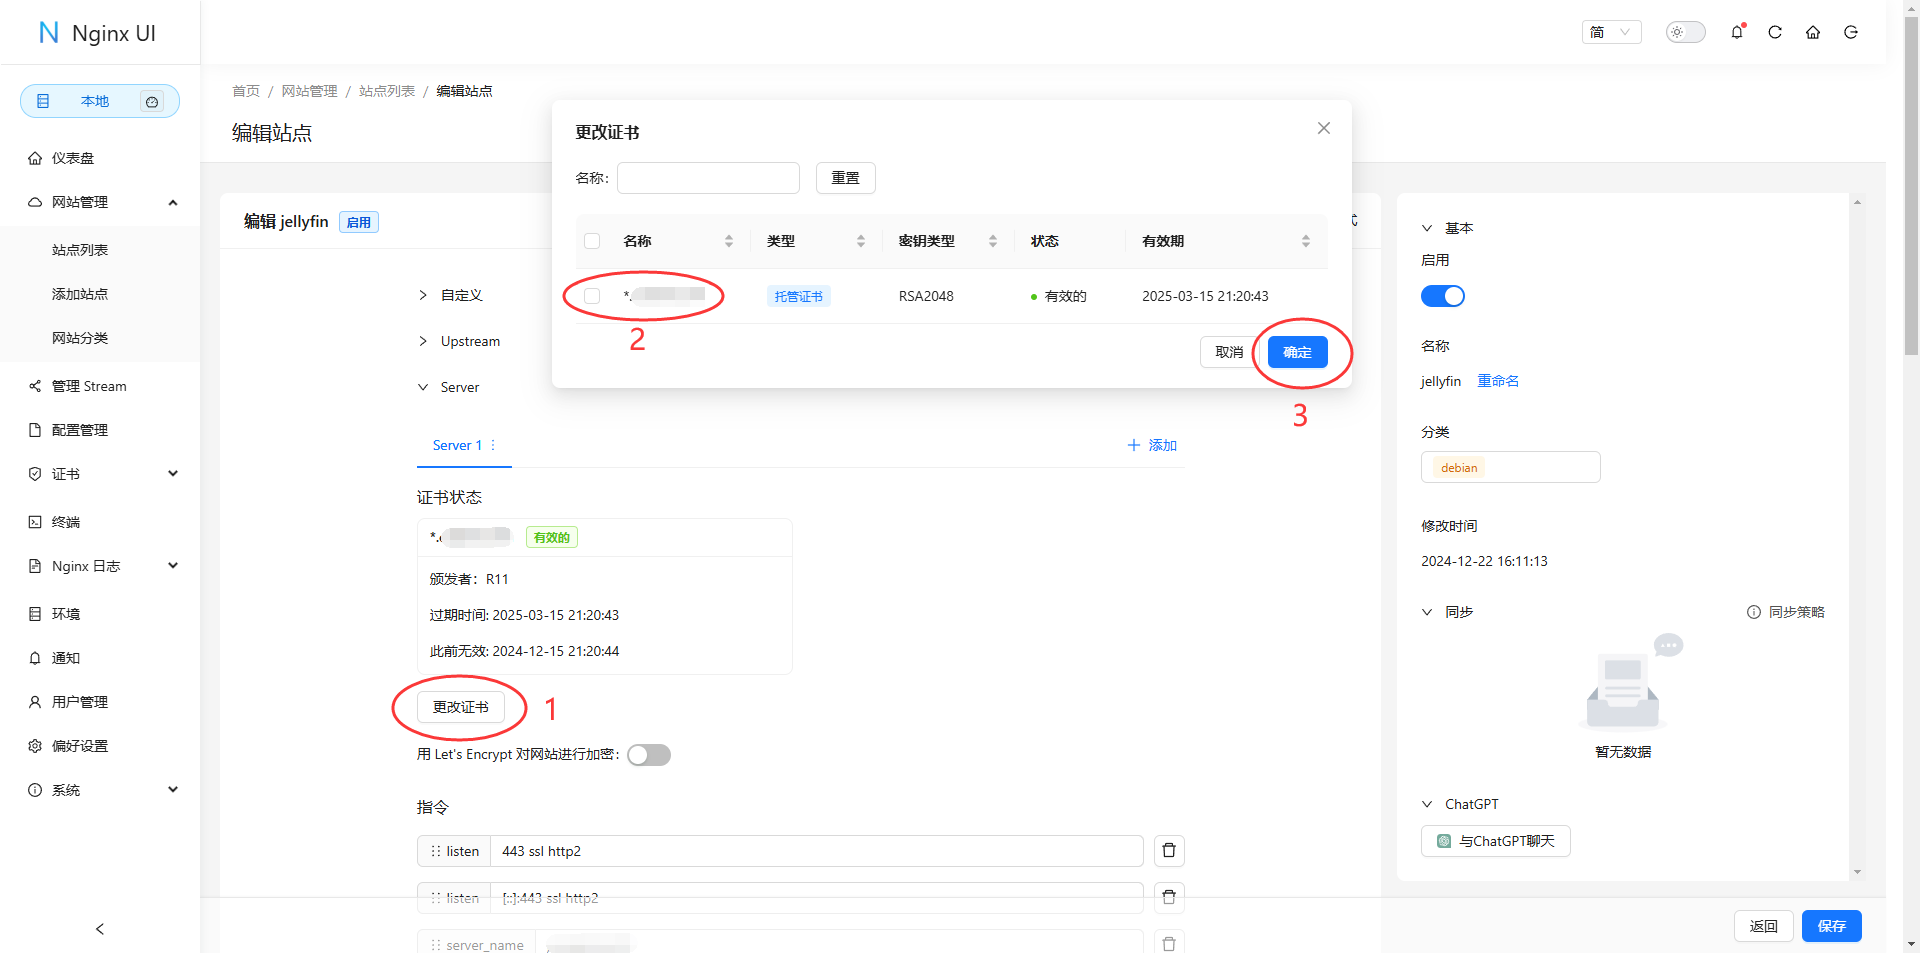 Nginx UI
简
本地
仪表盘
网站管理
站点列表
添加站点
网站分类
管理 Stream
配置管理
证书
终端
Nginx 日志
环境
通知
用户管理
偏好设置
系统
首页 / 网站管理 / 站点列表 / 编辑站点
编辑站点
编辑 jellyfin 启用
式
自定义
Upstream
Server
Server 1
添加
证书状态
*. 有效的
颁发者：R11
过期时间: 2025-03-15 21:20:43
此前无效: 2024-12-15 21:20:44
更改证书
1
用 Let's Encrypt 对网站进行加密：
指令
listen 443 ssl http2
listen [::]:443 ssl http2
server_name
更改证书
名称：
重置
名称 类型 密钥类型 状态 有效期
*. 托管证书 RSA2048 有效的 2025-03-15 21:20:43
2
取消 确定
3
基本
启用
名称
jellyfin 重命名
分类
debian
修改时间
2024-12-22 16:11:13
同步 同步策略
暂无数据
ChatGPT
与ChatGPT聊天
返回 保存